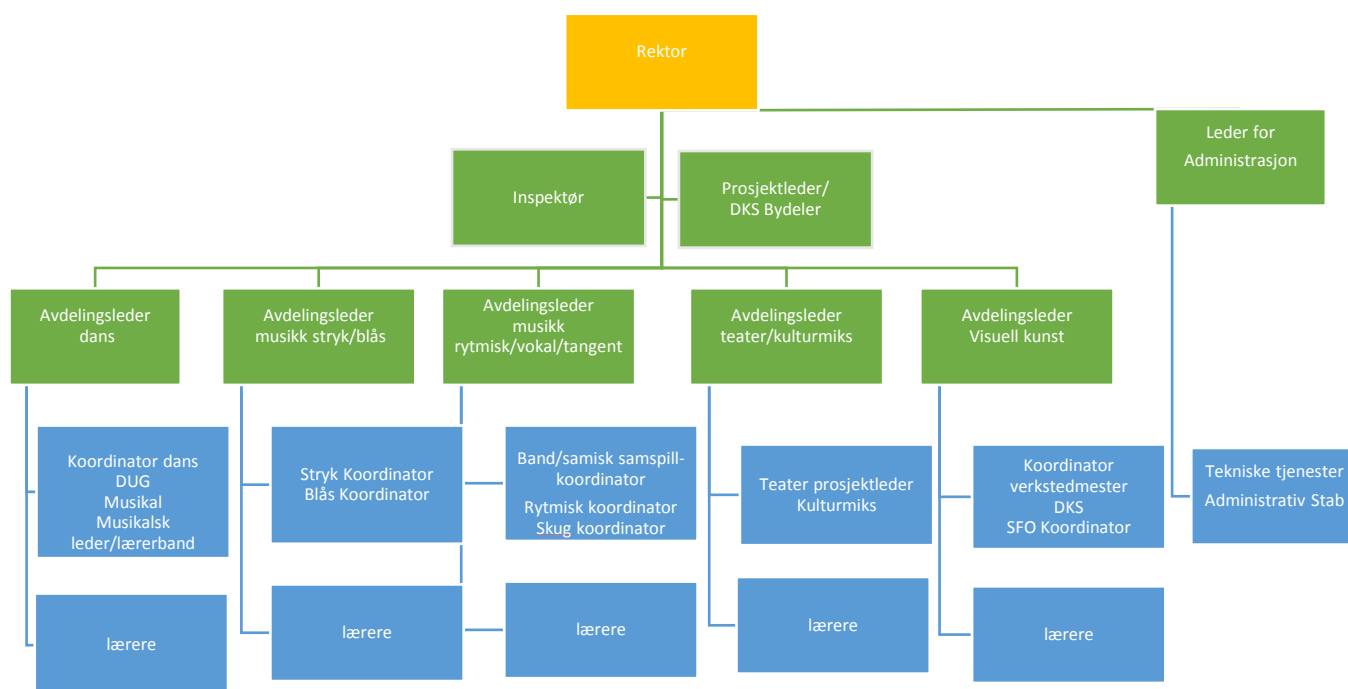 Rektor
Leder for
Administrasjon
Inspektør
Prosjektleder/
DKS Bydeler
Avdelingsleder
dans
Avdelingsleder
musikk stryk/blås
Avdelingsleder
musikk
rytmisk/vokal/tangent
Avdelingsleder
teater/kulturmiks
Avdelingsleder
Visuell kunst
Koordinator dans
DUG
Musikal
Musikalsk
leder/lærerband
Stryk Koordinator
Blås Koordinator
Band/samisk samspill-
koordinator
Rytmisk koordinator
Skug koordinator
Teater prosjektleder
Kulturmiks
Koordinator
verkstedmester
DKS
SFO Koordinator
Tekniske tjenester
Administrativ Stab
lærere
lærere
lærere
lærere
lærere